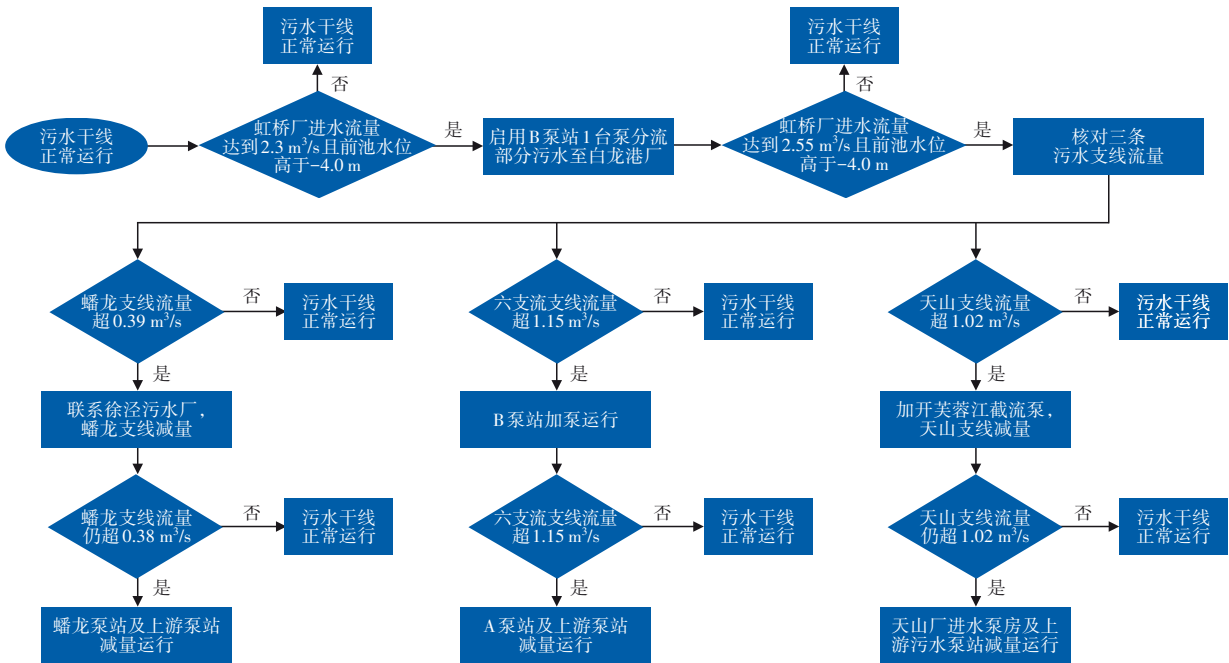 污水干线
正常运行
污水干线
正常运行
污水干线
正常运行
否
否
虹桥厂进水流量
达到2.3 m³/s且前池水位
高于-4.0 m
是
启用B泵站1台泵分流
部分污水至白龙港厂
虹桥厂进水流量
达到2.55 m³/s且前池水位
高于-4.0 m
是
核对三条
污水支线流量
蟠龙支线流量
超0.39 m³/s
否
污水干线
正常运行
六支流支线流量
超1.15 m³/s
否
污水干线
正常运行
天山支线流量
超1.02 m³/s
否
污水干线
正常运行
是
是
是
联系徐泾污水厂，
蟠龙支线减量
B泵站加泵运行
加开芙蓉江截流泵，
天山支线减量
蟠龙支线流量
仍超0.38 m³/s
否
污水干线
正常运行
六支流支线流量
超1.15 m³/s
否
污水干线
正常运行
天山支线流量
仍超1.02 m³/s
否
污水干线
正常运行
是
是
是
蟠龙泵站及上游泵站
减量运行
A泵站及上游泵站
减量运行
天山厂进水泵房及上
游污水泵站减量运行